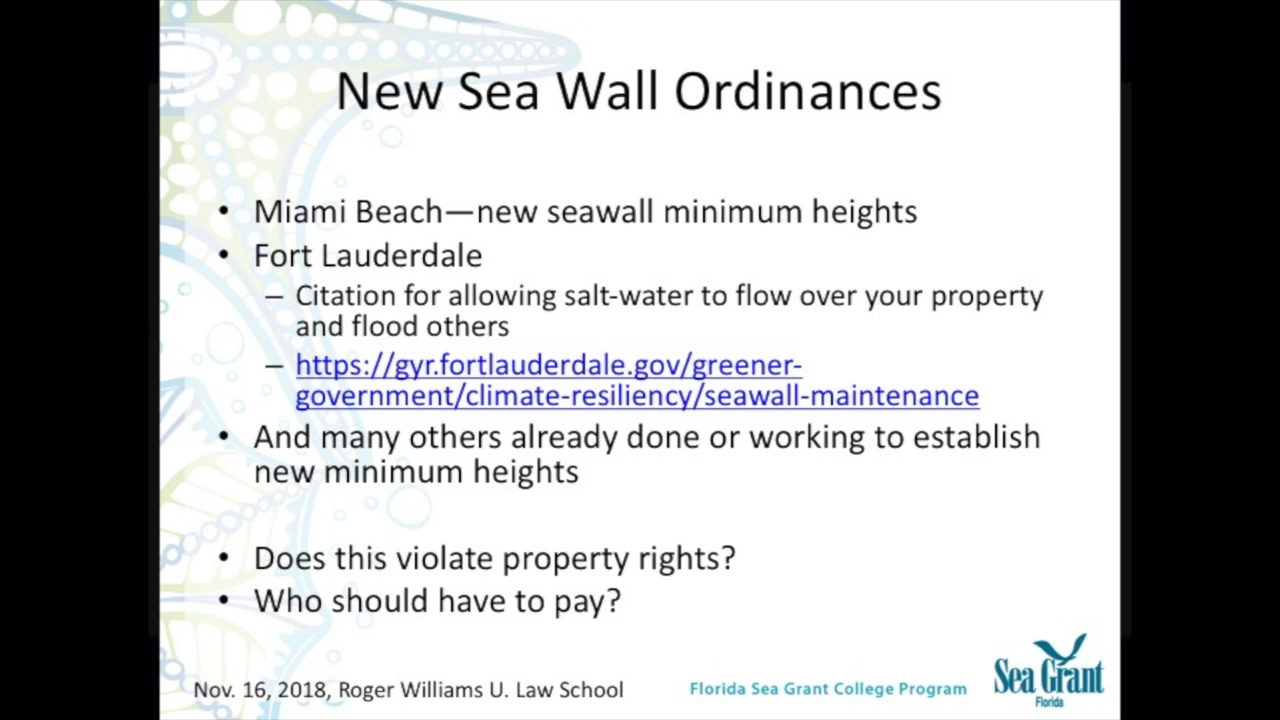 New Sea Wall Ordinances
• Miami Beach—new seawall minimum heights
• Fort Lauderdale
– Citation for allowing salt-water to flow over your property
and flood others
– https://gyr.fortlauderdale.gov/greener-
government/climate-resiliency/seawall-maintenance
• And many others already done or working to establish
new minimum heights
• Does this violate property rights?
• Who should have to pay?
Nov. 16, 2018, Roger Williams U. Law School
Florida Sea Grant College Program
Sea Grant
Florida